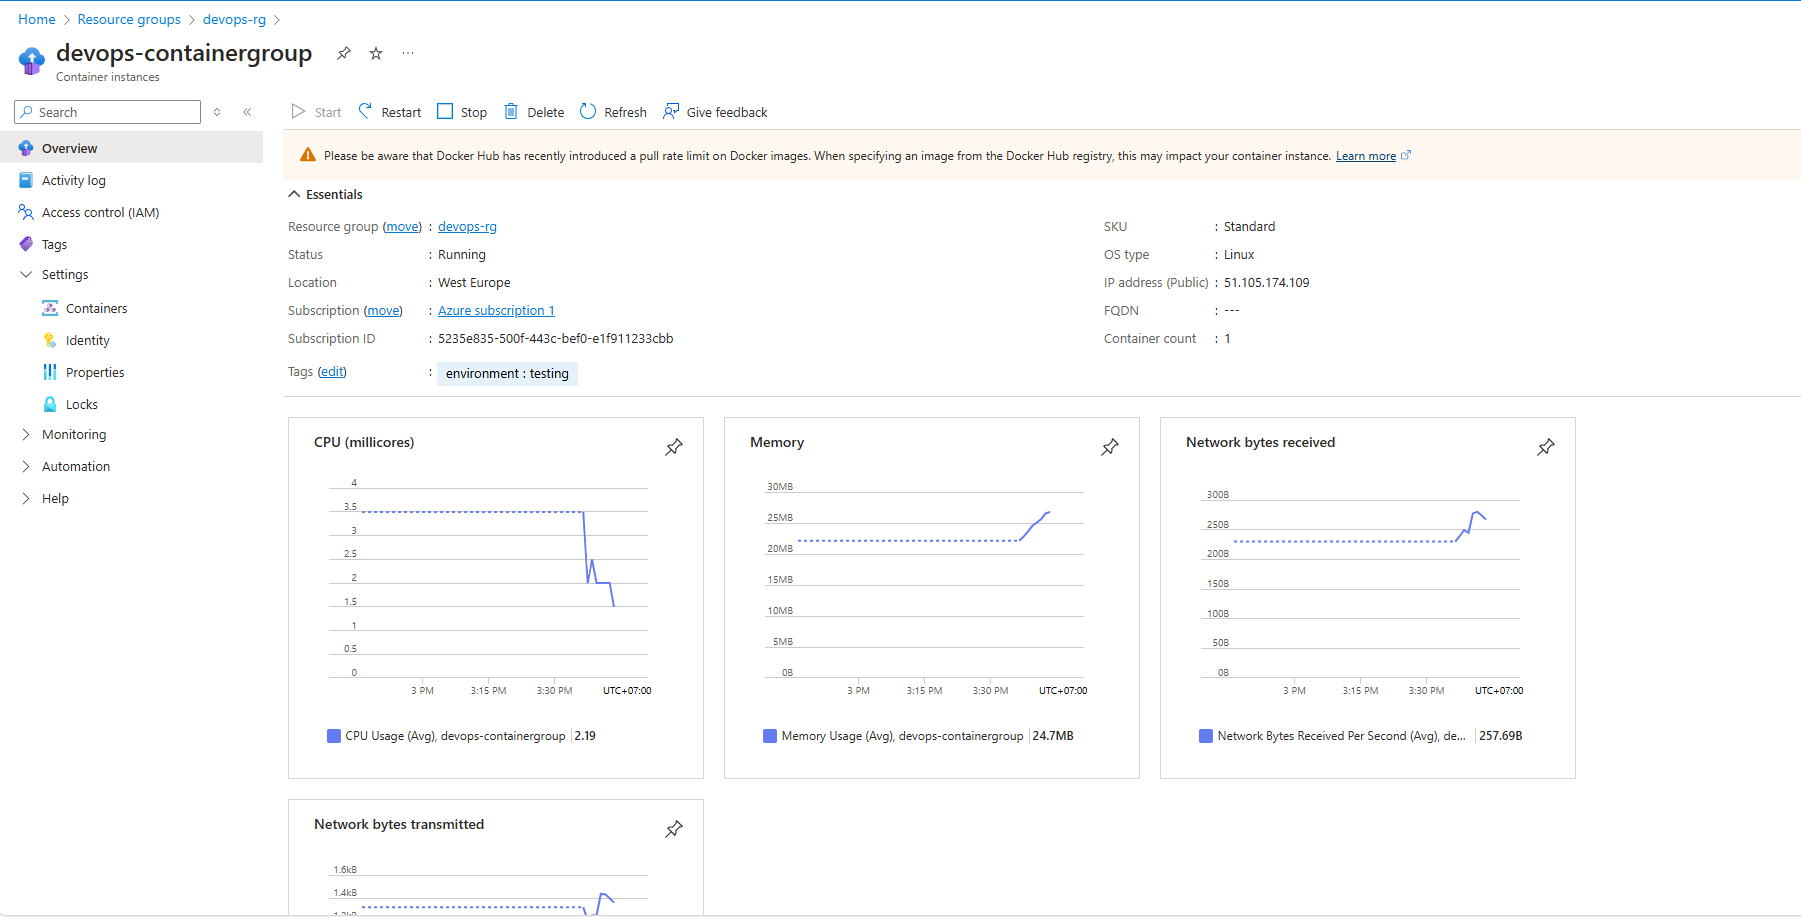 Home > Resource groups > devops-rg >
devops-containergroup
Container instances
Search
Start Restart Stop Delete Refresh Give feedback
Overview
Activity log
Access control (IAM)
Tags
Settings
Containers
Identity
Properties
Locks
Monitoring
Automation
Help
Please be aware that Docker Hub has recently introduced a pull rate limit on Docker images. When specifying an image from the Docker Hub registry, this may impact your container instance. Learn more
Essentials
Resource group (move) : devops-rg
Status : Running
Location : West Europe
Subscription (move) : Azure subscription 1
Subscription ID : 5235e835-500f-443c-bef0-e1f911233cbb
Tags (edit) : environment : testing
SKU : Standard
OS type : Linux
IP address (Public) : 51.105.174.109
FQDN : ---
Container count : 1
CPU (millicores)
4
3.5
3
2.5
2
1.5
1
0.5
0
3 PM 3:15 PM 3:30 PM UTC+07:00
CPU Usage (Avg), devops-containergroup 2.19
Memory
30MB
25MB
20MB
15MB
10MB
5MB
0B
3 PM 3:15 PM 3:30 PM UTC+07:00
Memory Usage (Avg), devops-containergroup 24.7MB
Network bytes received
300B
250B
200B
150B
100B
50B
0B
3 PM 3:15 PM 3:30 PM UTC+07:00
Network Bytes Received Per Second (Avg), de... 257.69B
Network bytes transmitted
1.6kB
1.4kB